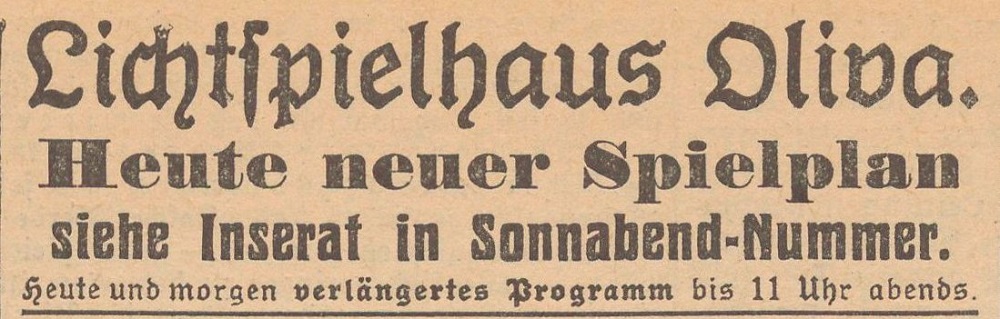 Lichtspielhaus Oliva.
Heute neuer Spielplan
siehe Inserat in Sonnabend-Nummer.
Heute und morgen verlängertes Programm bis 11 Uhr abends.